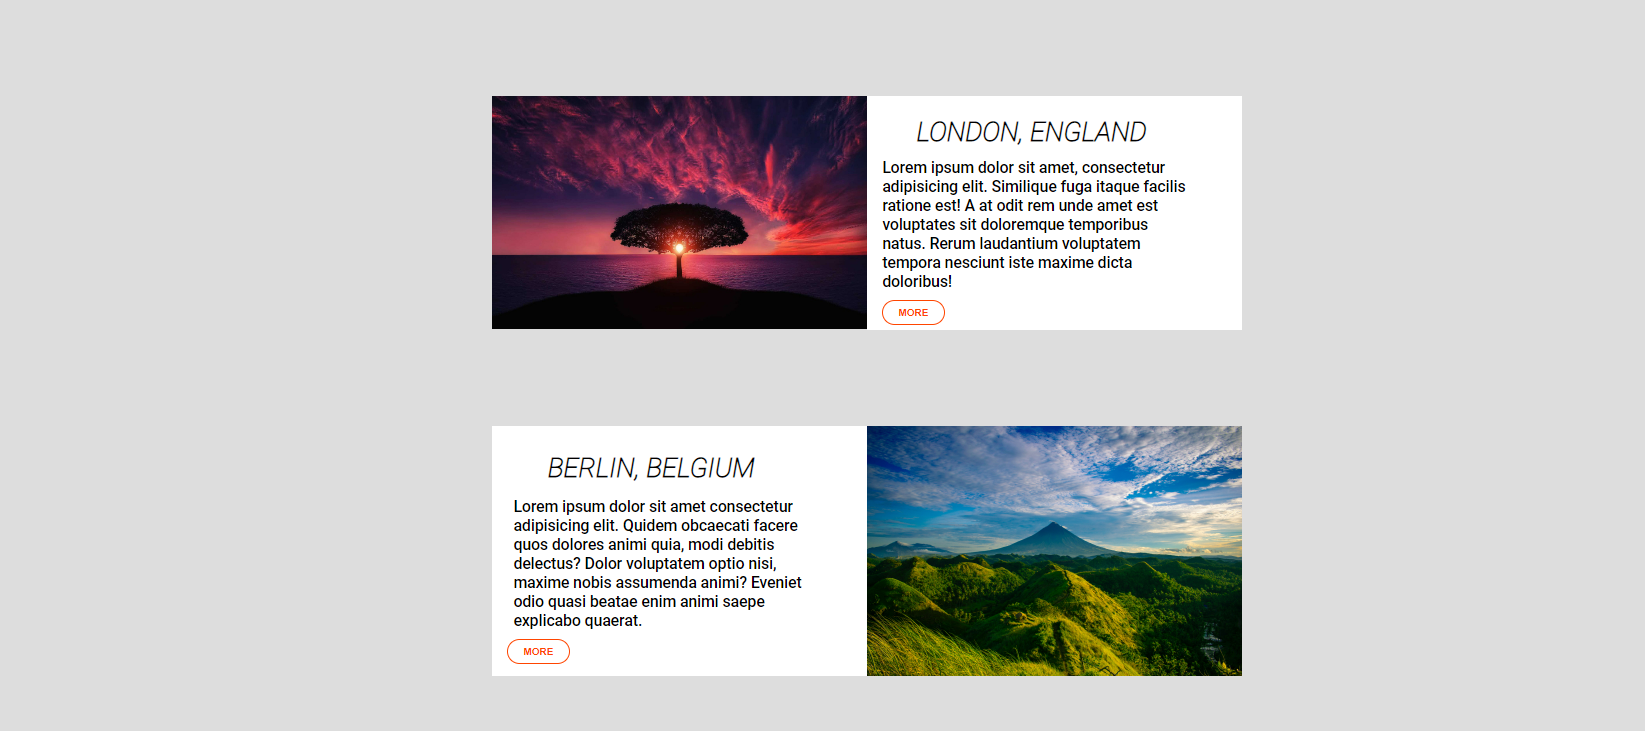 LONDON, ENGLAND
Lorem ipsum dolor sit amet, consectetur
adipisicing elit. Similique fuga itaque facilis
ratione est! A at odit rem unde amet est
voluptates sit doloremque temporibus
natus. Rerum laudantium voluptatem
tempora nesciunt iste maxime dicta
doloribus!
MORE
BERLIN, BELGIUM
Lorem ipsum dolor sit amet consectetur
adipisicing elit. Quidem obcaecati facere
quos dolores animi quia, modi debitis
delectus? Dolor voluptatem optio nisi,
maxime nobis assumenda animi? Eveniet
odio quasi beatae enim animi saepe
explicabo quaerat.
MORE